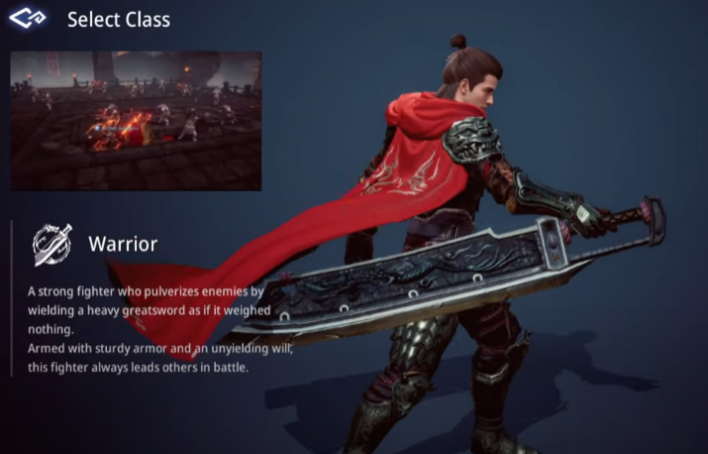 Select Class
Warrior
A strong fighter who pulverizes enemies by
wielding a heavy greatsword as if it weighed
nothing.
Armed with sturdy armor and an unyielding will,
this fighter always leads others in battle.